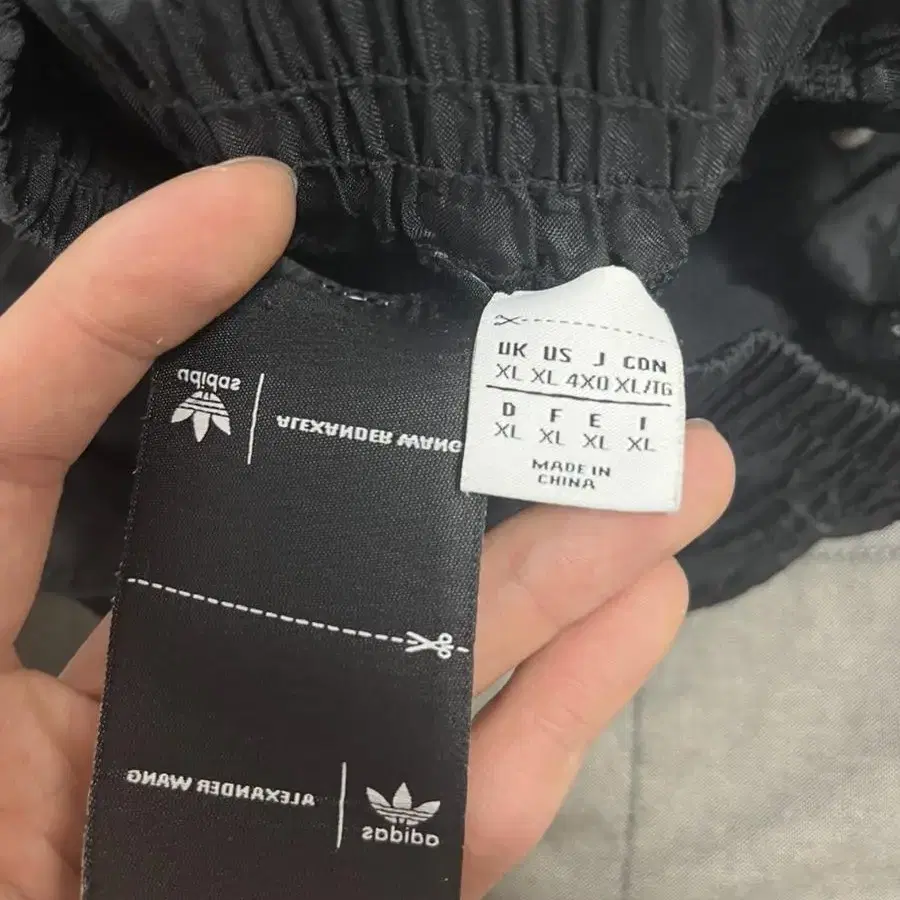 UK US J CDN
XL XL 4XO XL/TG
D F E I
XL XL XL XL
MADE IN
CHINA
adidas
ALEXANDER WANG
ALEXANDER WANG
adidas